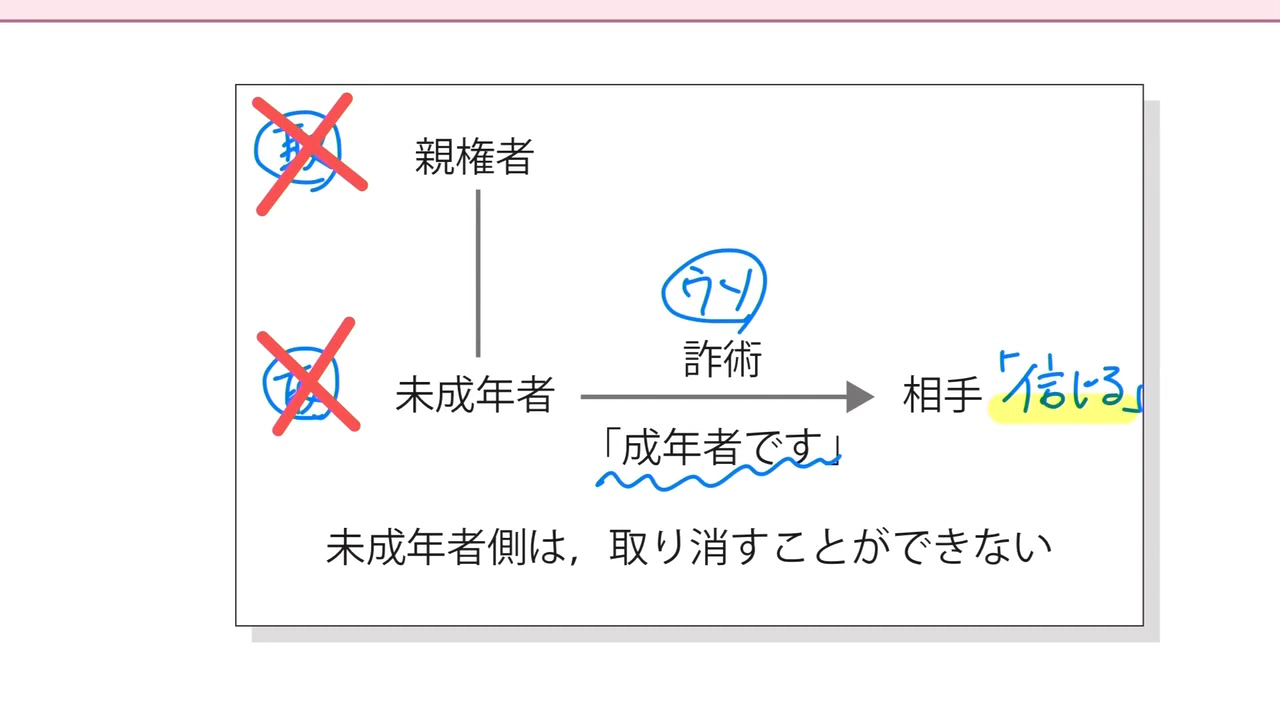 取
親権者
ウソ
詐術
取
未成年者
相手
「信じる」
「成年者です」
未成年者側は，取り消すことができない